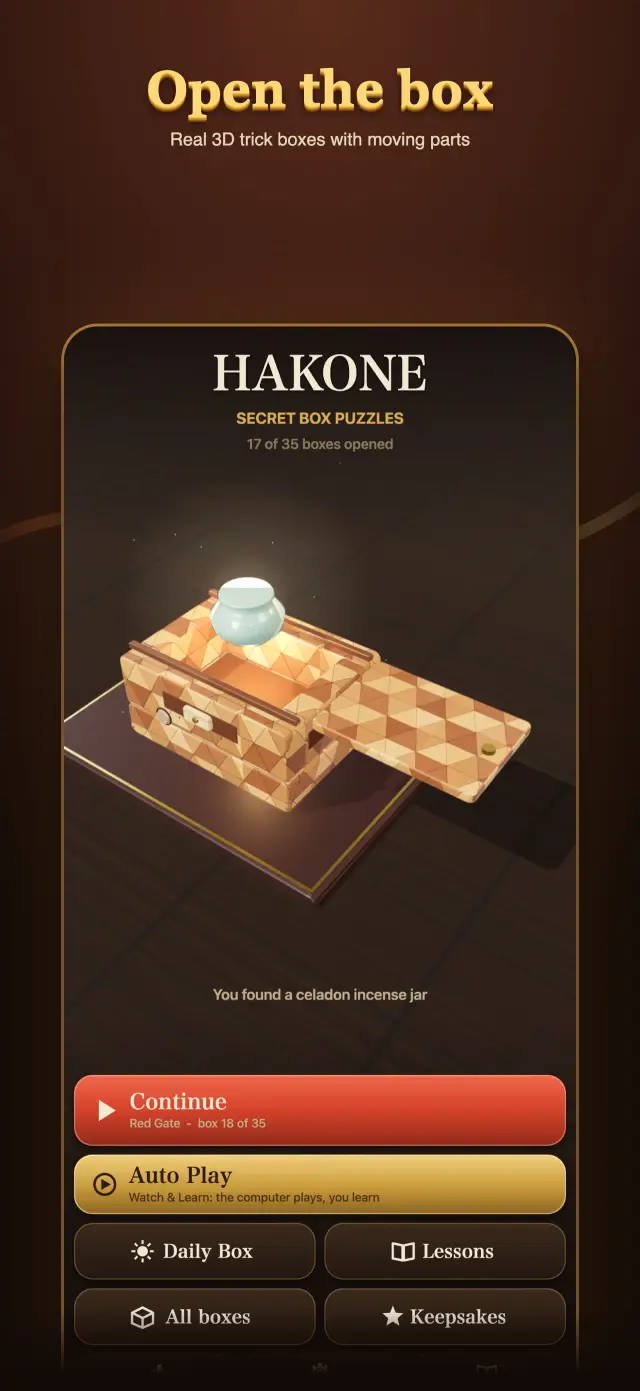 Open the box
Real 3D trick boxes with moving parts
HAKONE
SECRET BOX PUZZLES
17 of 35 boxes opened
You found a celadon incense jar
Continue
Red Gate - box 18 of 35
Auto Play
Watch & Learn: the computer plays, you learn
Daily Box
Lessons
All boxes
Keepsakes